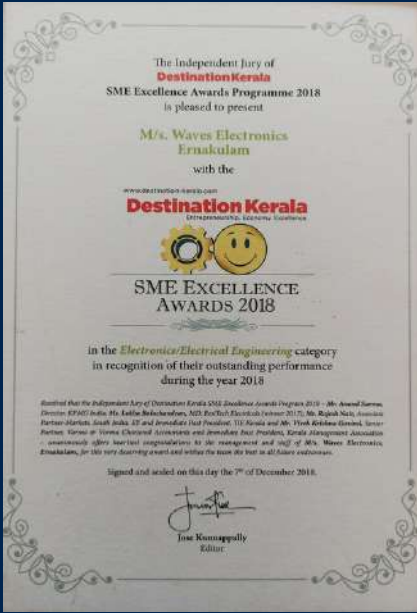 The Independent Jury of
Destination Kerala
SME Excellence Awards Programme 2018
is pleased to present
M/s. Waves Electronics
Ernakulam
with the
www.destination-kerala.com
Destination Kerala
Entrepreneurship. Economy. Excellence
SME EXCELLENCE
AWARDS 2018
in the Electronics/Electrical Engineering category
in recognition of their outstanding performance
during the year 2018
Resolved that the Independent Jury of Destination Kerala SME Excellence Awards Program 2018 – Mr. Anand
Director, KPMG India; Ms. Lekha Balachandran, MD, Electricals (winner 2017); Mr. Rajesh Nair, Associate
Partner-Markets, South India, EY and Immediate Past President, TiE Kerala and Mr. Vivek Krishna Govind, Senior
Partner, Varma & Varma Chartered Accountants and Immediate Past President, Kerala Management Association
– unanimously offers heartiest congratulations to the management and staff of M/s. Waves Electronics,
Ernakulam, for this very deserving award and wishes the team the best in all future endeavours.
Signed and sealed on this day the 7th of December 2018.
Jose Kunnappally
Editor